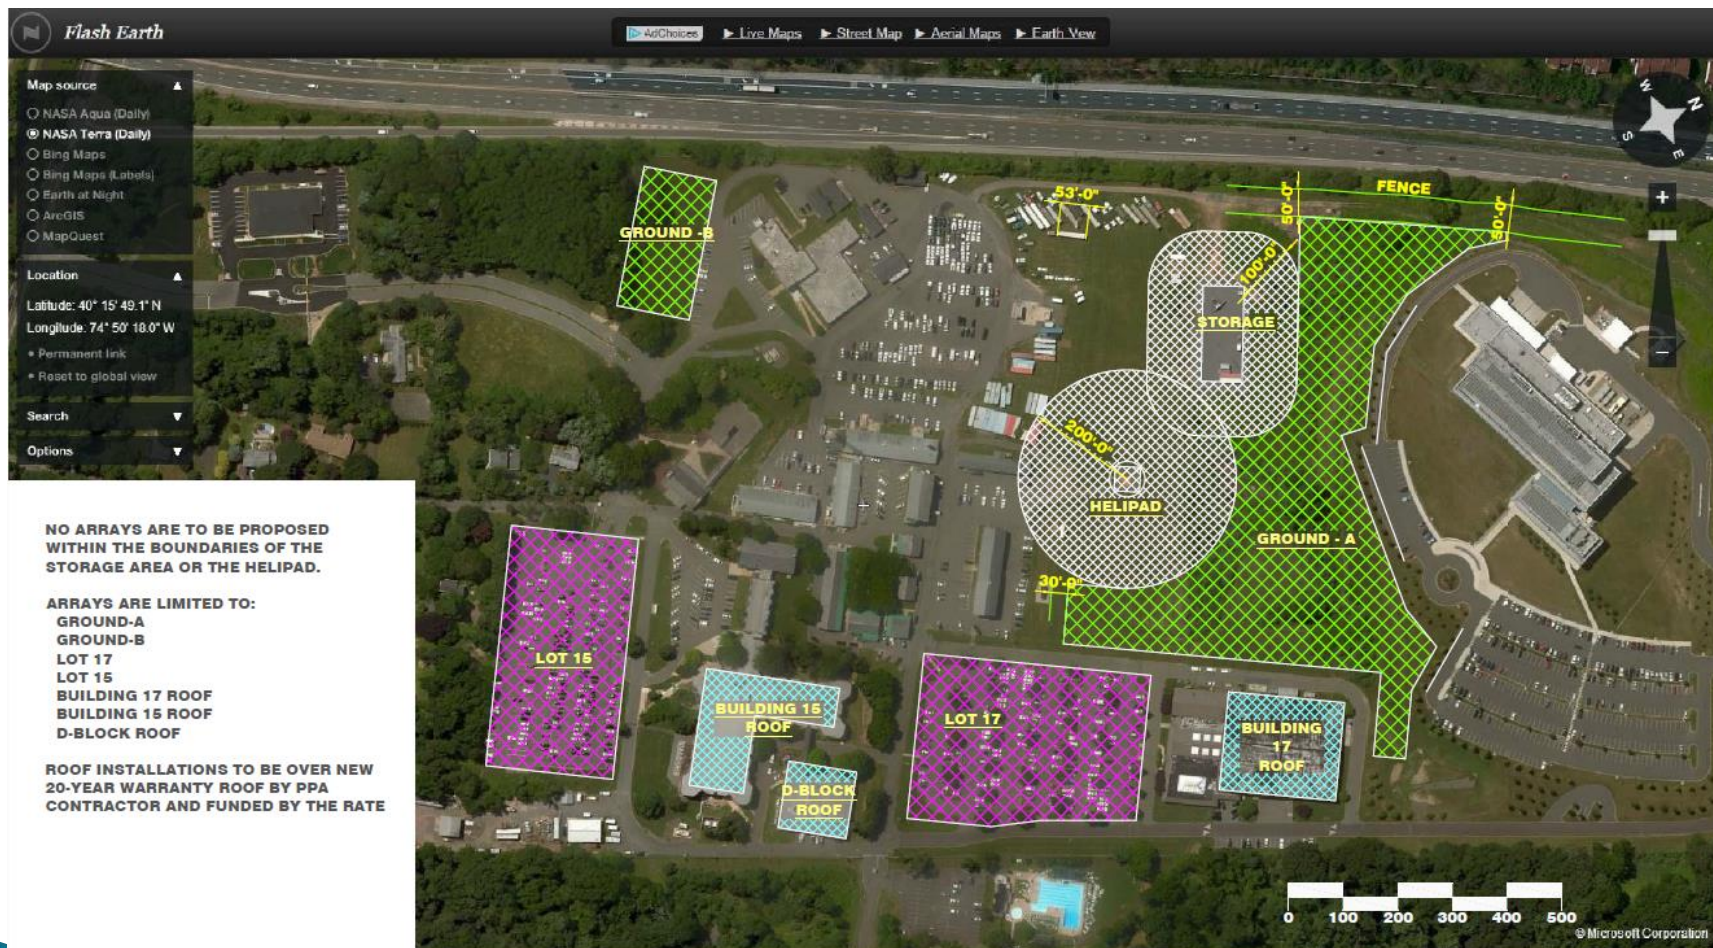 Flash Earth
AdChoices
Live Maps
Street Map
Aerial Maps
Earth View
Map source
NASA Aqua (Daily)
NASA Terra (Daily)
Bing Maps
Bing Maps (Labels)
Earth at Night
ArcGIS
MapQuest
Location
Latitude: 40° 15' 49.1" N
Longitude: 74° 50' 18.0" W
Permanent link
Reset to global view
Search
Options
N
W
S
E
+
−
FENCE
53'-0"
50'-0"
50'-0"
100'-0"
GROUND -B
STORAGE
200'-0"
HELIPAD
GROUND - A
30'-0"
LOT 15
BUILDING 15
ROOF
D-BLOCK
ROOF
LOT 17
BUILDING
17
ROOF
NO ARRAYS ARE TO BE PROPOSED
WITHIN THE BOUNDARIES OF THE
STORAGE AREA OR THE HELIPAD.
ARRAYS ARE LIMITED TO:
GROUND-A
GROUND-B
LOT 17
LOT 15
BUILDING 17 ROOF
BUILDING 15 ROOF
D-BLOCK ROOF
ROOF INSTALLATIONS TO BE OVER NEW
20-YEAR WARRANTY ROOF BY PPA
CONTRACTOR AND FUNDED BY THE RATE
0 100 200 300 400 500
© Microsoft Corporation